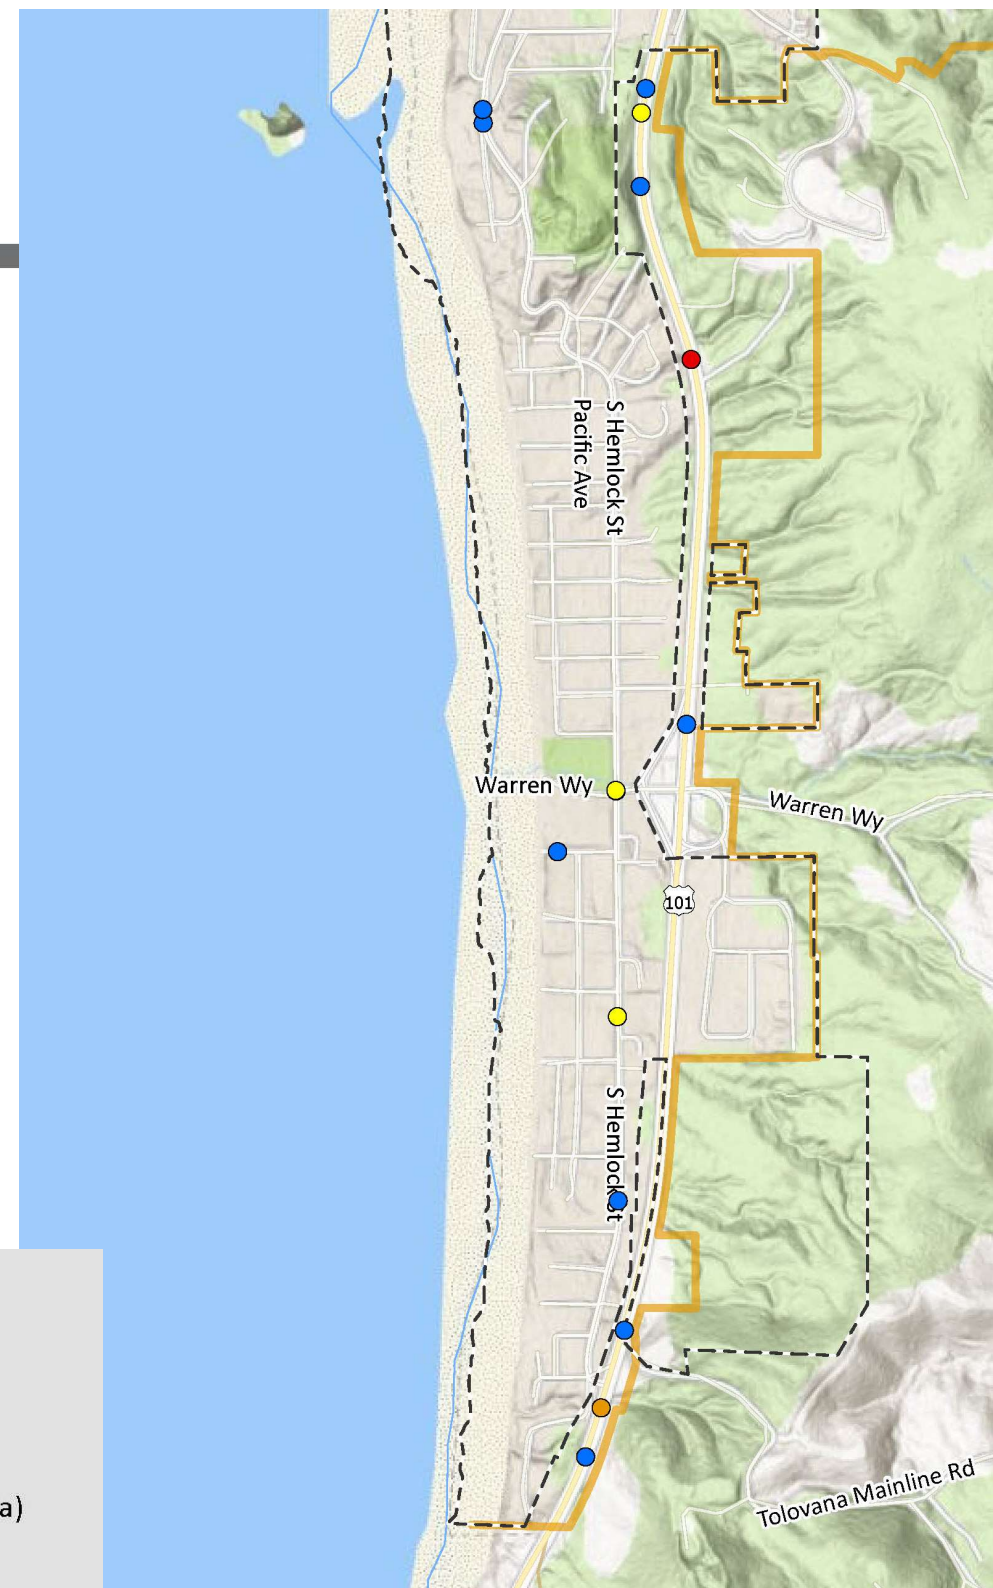 S Hemlock St
Pacific Ave
Warren Wy
Warren Wy
101
S Hemlock St
Tolovana Mainline Rd
a)